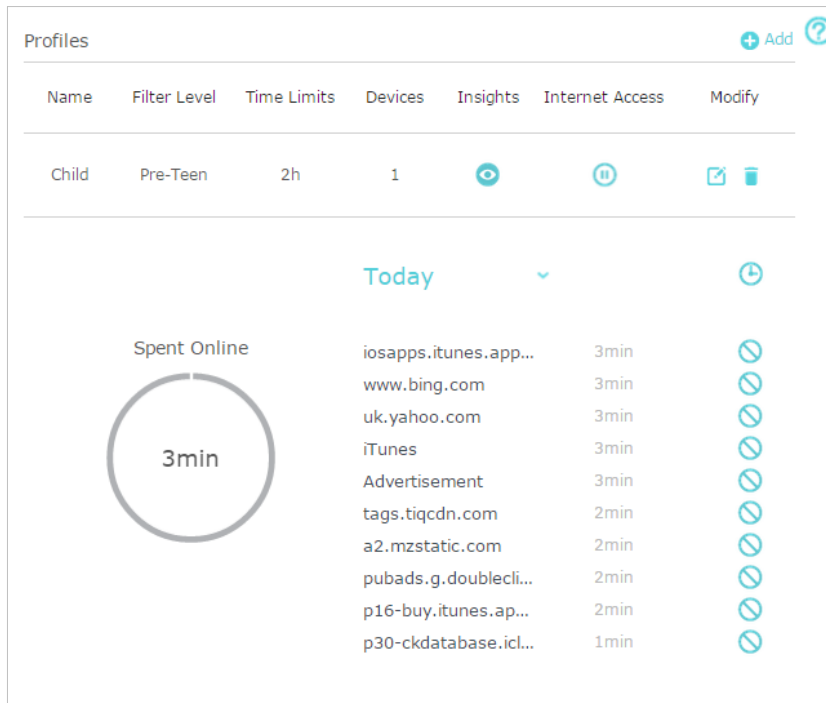 Profiles
Add ?
Name Filter Level Time Limits Devices Insights Internet Access Modify
Child Pre-Teen 2h 1
Today
Spent Online
3min
iosapps.itunes.app... 3min
www.bing.com 3min
uk.yahoo.com 3min
iTunes 3min
Advertisement 3min
tags.tiqcdn.com 2min
a2.mzstatic.com 2min
pubads.g.doublecli... 2min
p16-buy.itunes.ap... 2min
p30-ckdatabase.icl... 1min